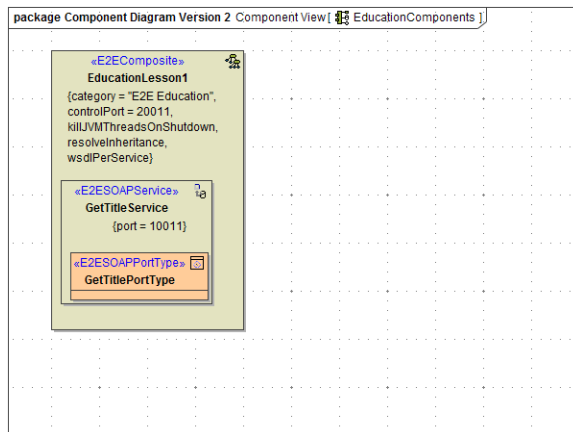 package Component Diagram Version 2 Component View[ EducationComponents ]
«E2EComposite»
EducationLesson1
{category = "E2E Education",
controlPort = 20011,
killJVMThreadsOnShutdown,
resolveInheritance,
wsdlPerService}
«E2ESOAPService»
GetTitleService
{port = 10011}
«E2ESOAPPortType»
GetTitlePortType